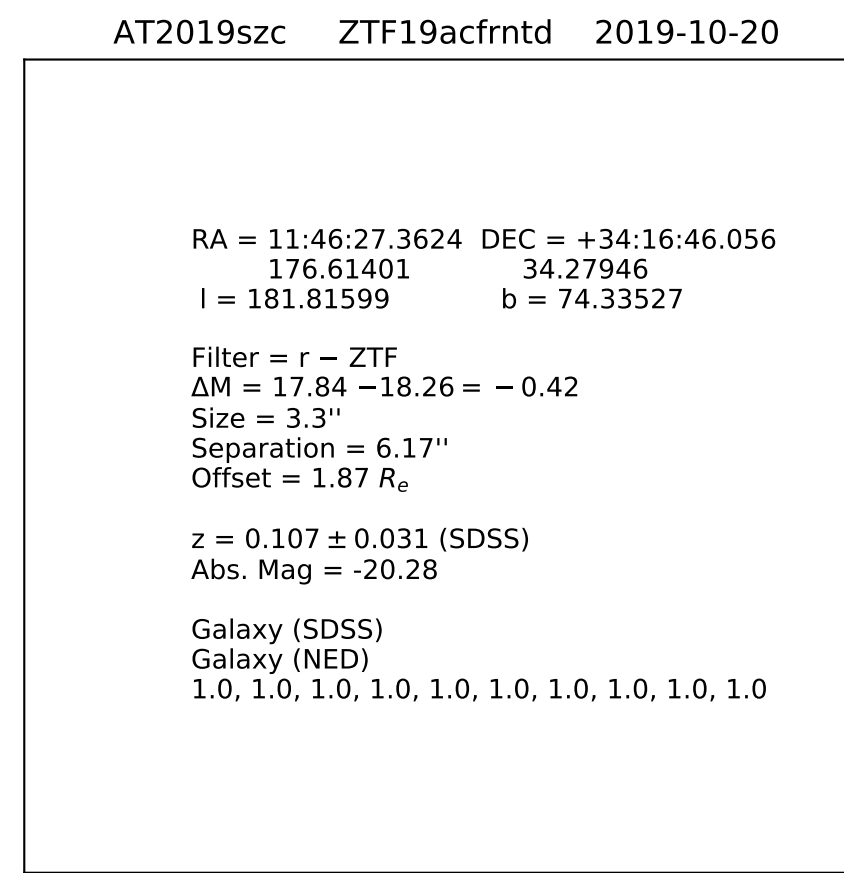 AT2019szc ZTF19acfrntd 2019-10-20
RA = 11:46:27.3624 DEC = +34:16:46.056
176.61401 34.27946
l = 181.81599 b = 74.33527
Filter = r − ZTF
ΔM = 17.84 −18.26 = − 0.42
Size = 3.3''
Separation = 6.17''
Offset = 1.87 Rₑ
z = 0.107 ± 0.031 (SDSS)
Abs. Mag = -20.28
Galaxy (SDSS)
Galaxy (NED)
1.0, 1.0, 1.0, 1.0, 1.0, 1.0, 1.0, 1.0, 1.0, 1.0